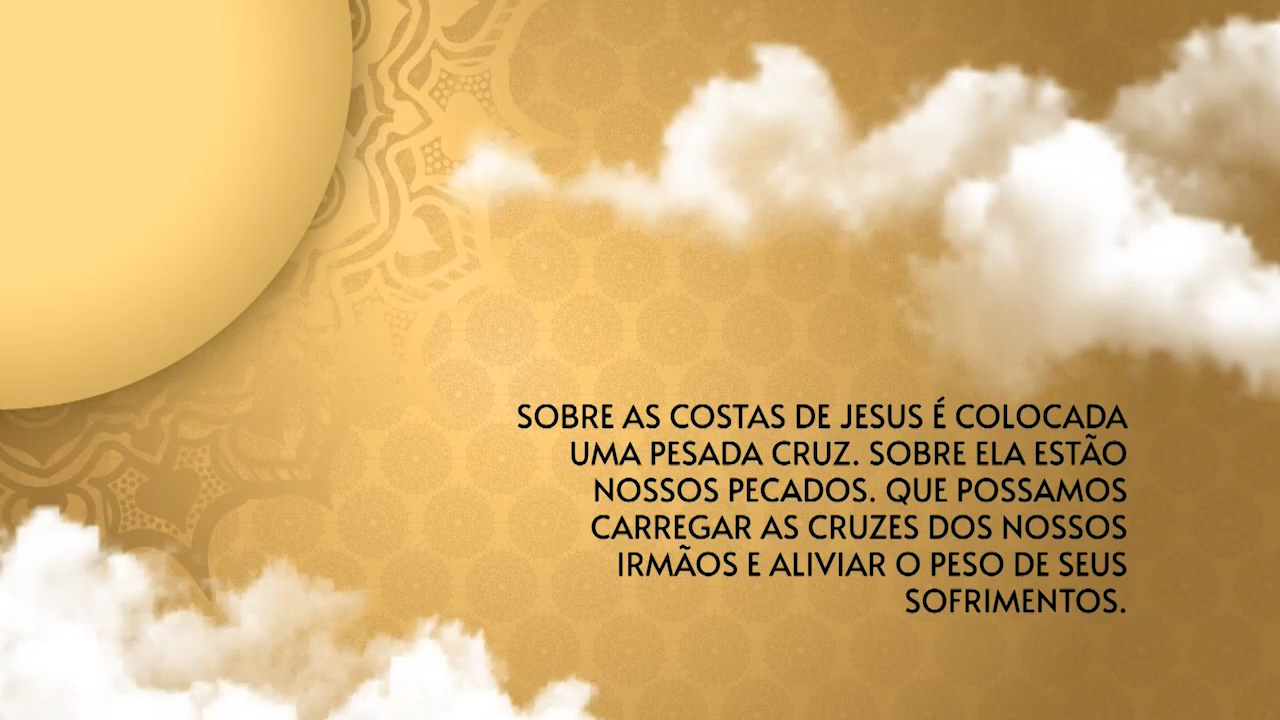 SOBRE AS COSTAS DE JESUS É COLOCADA
UMA PESADA CRUZ. SOBRE ELA ESTÃO
NOSSOS PECADOS. QUE POSSAMOS
CARREGAR AS CRUZES DOS NOSSOS
IRMÃOS E ALIVIAR O PESO DE SEUS
SOFRIMENTOS.